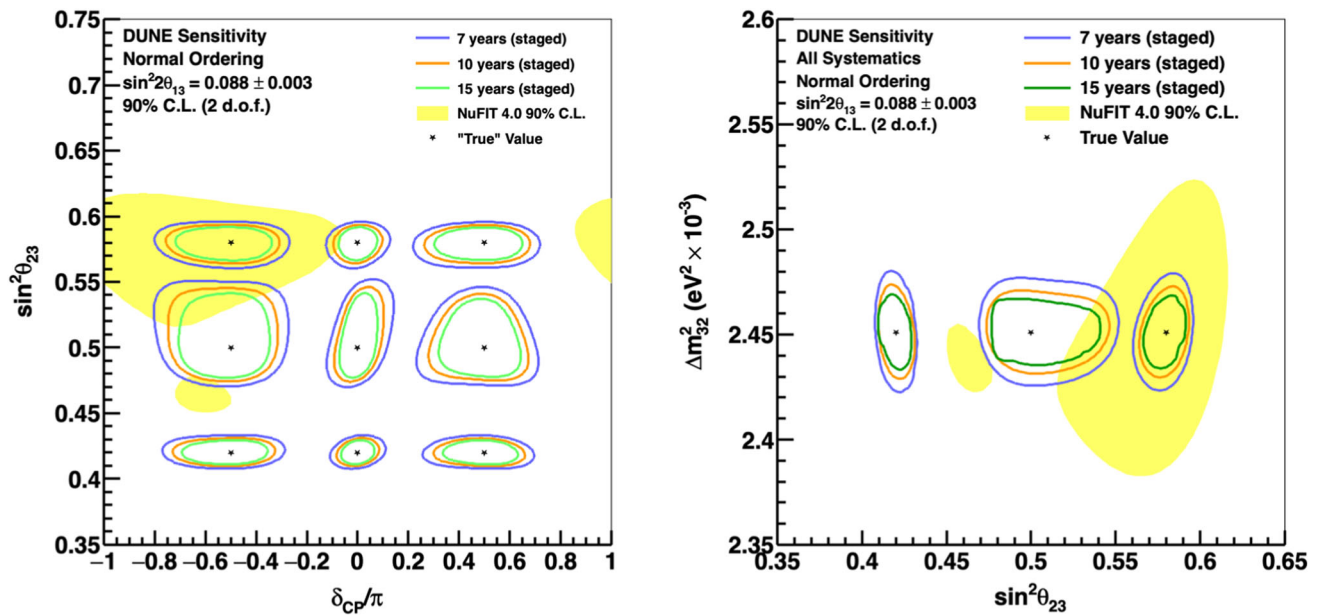 0.75
0.7
0.65
0.6
0.55
0.5
0.45
0.4
0.35
sin²θ₂₃
DUNE Sensitivity
Normal Ordering
sin²2θ₁₃ = 0.088 ± 0.003
90% C.L. (2 d.o.f.)
7 years (staged)
10 years (staged)
15 years (staged)
NuFIT 4.0 90% C.L.
"True" Value
−1 −0.8 −0.6 −0.4 −0.2 0 0.2 0.4 0.6 0.8 1
δCP/π
2.6
2.55
2.5
2.45
2.4
2.35
Δm²₃₂ (eV² × 10⁻³)
DUNE Sensitivity
All Systematics
Normal Ordering
sin²2θ₁₃ = 0.088 ± 0.003
90% C.L. (2 d.o.f.)
7 years (staged)
10 years (staged)
15 years (staged)
NuFIT 4.0 90% C.L.
True Value
0.35 0.4 0.45 0.5 0.55 0.6 0.65
sin²θ₂₃